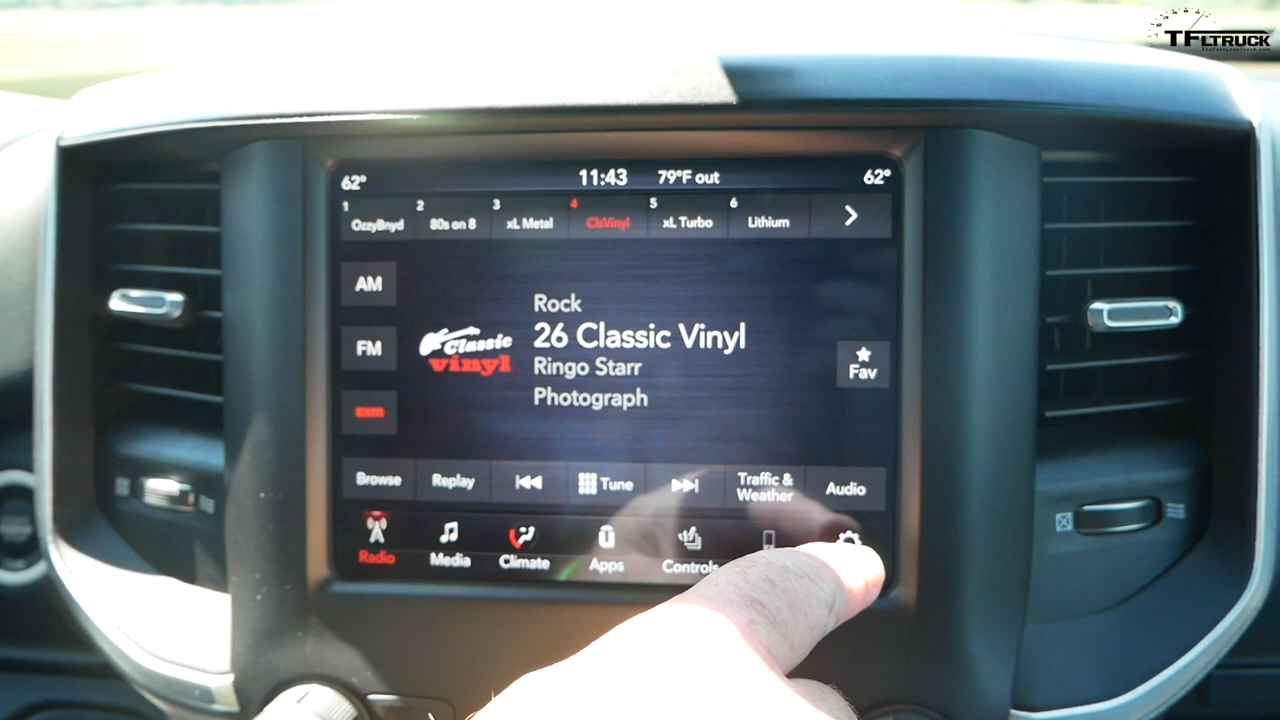 TFLTRUCK
TheFastLaneTruck.com
62° 11:43 79°F out 62°
1 OzzyBnyd 2 80s on 8 3 xL Metal 4 ClsVinyl 5 xL Turbo 6 Lithium
AM
FM
sxm
Classic
vinyl
Rock
26 Classic Vinyl
Ringo Starr
Photograph
Fav
Browse Replay Tune Traffic & Weather Audio
Radio Media Climate Apps Controls